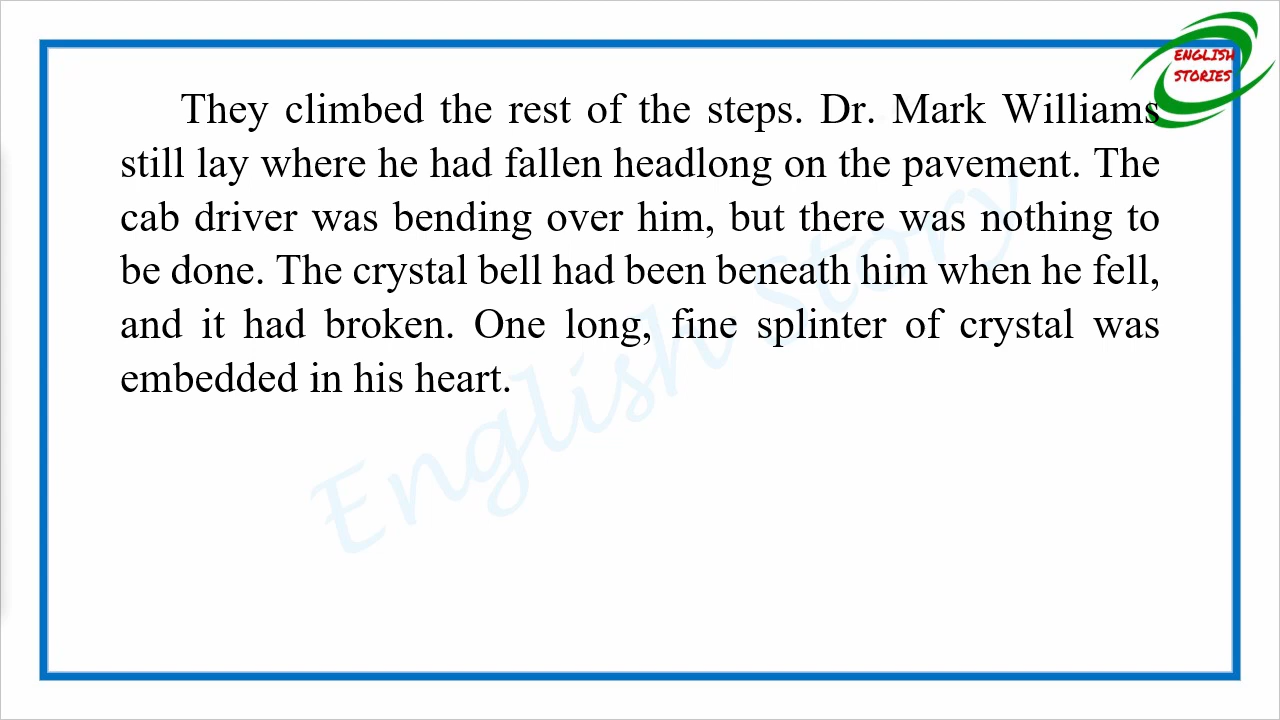 ENGLISH
STORIES
They climbed the rest of the steps. Dr. Mark Williams
still lay where he had fallen headlong on the pavement. The
cab driver was bending over him, but there was nothing to
be done. The crystal bell had been beneath him when he fell,
and it had broken. One long, fine splinter of crystal was
embedded in his heart.
English Story